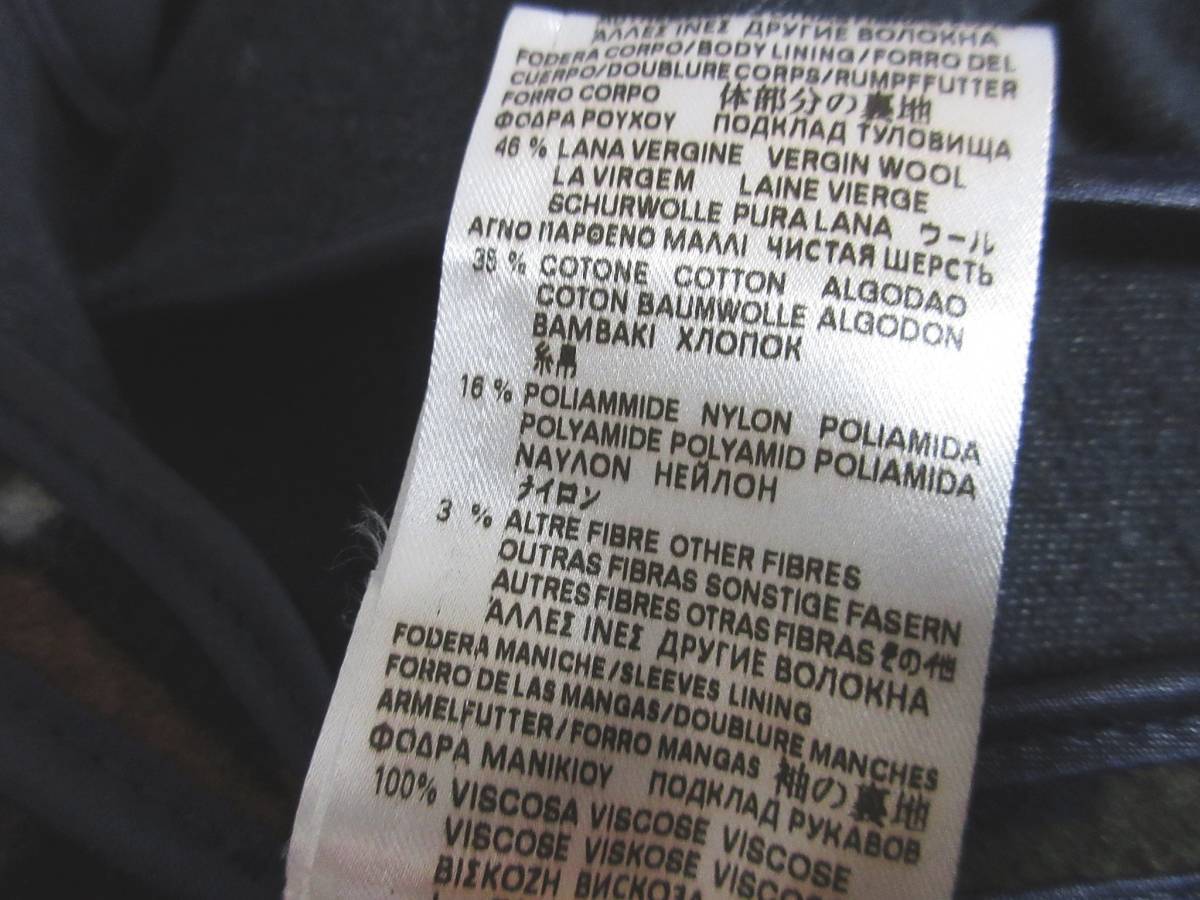 ΆΛΛΕΣ ΙΝΕΣ ДРУГИЕ ВОЛОКНА
FODERA CORPO/BODY LINING/FORRO DEL
CUERPO/DOUBLURE CORPS/RUMPFFUTTER
FORRO CORPO 体部分の裏地
ΦΟΔΡΑ ΡΟΥΧΟΥ ПОДКЛАД ТУЛОВИЩА
46 % LANA VERGINE VERGIN WOOL
LA VIRGEM LAINE VIERGE
SCHURWOLLE PURA LANA ウール
ΑΓΝΟ ΠΑΡΘΕΝΟ ΜΑΛΛΙ ЧИСТАЯ ШЕРСТЬ
35 % COTONE COTTON ALGODAO
COTON BAUMWOLLE ALGODON
BAMBAKI ХЛОПОК
綿
16 % POLIAMMIDE NYLON POLIAMIDA
POLYAMIDE POLYAMID POLIAMIDA
ΝΑΥΛΟΝ НЕЙЛОН
ナイロン
3 % ALTRE FIBRE OTHER FIBRES
OUTRAS FIBRAS SONSTIGE FASERN
AUTRES FIBRES OTRAS FIBRAS その他
ΆΛΛΕΣ ΙΝΕΣ ДРУГИЕ ВОЛОКНА
FODERA MANICHE/SLEEVES LINING
FORRO DE LAS MANGAS/DOUBLURE MANCHES
ARMELFUTTER/FORRO MANGAS 袖の裏地
ΦΟΔΡΑ ΜΑΝΙΚΙΟΥ ПОДКЛАД РУКАВОВ
100% VISCOSA VISCOSE VISCOSE
VISCOSE VISKOSE VISCOSE
ΒΙΣΚΟΖΗ ВИСКОЗА